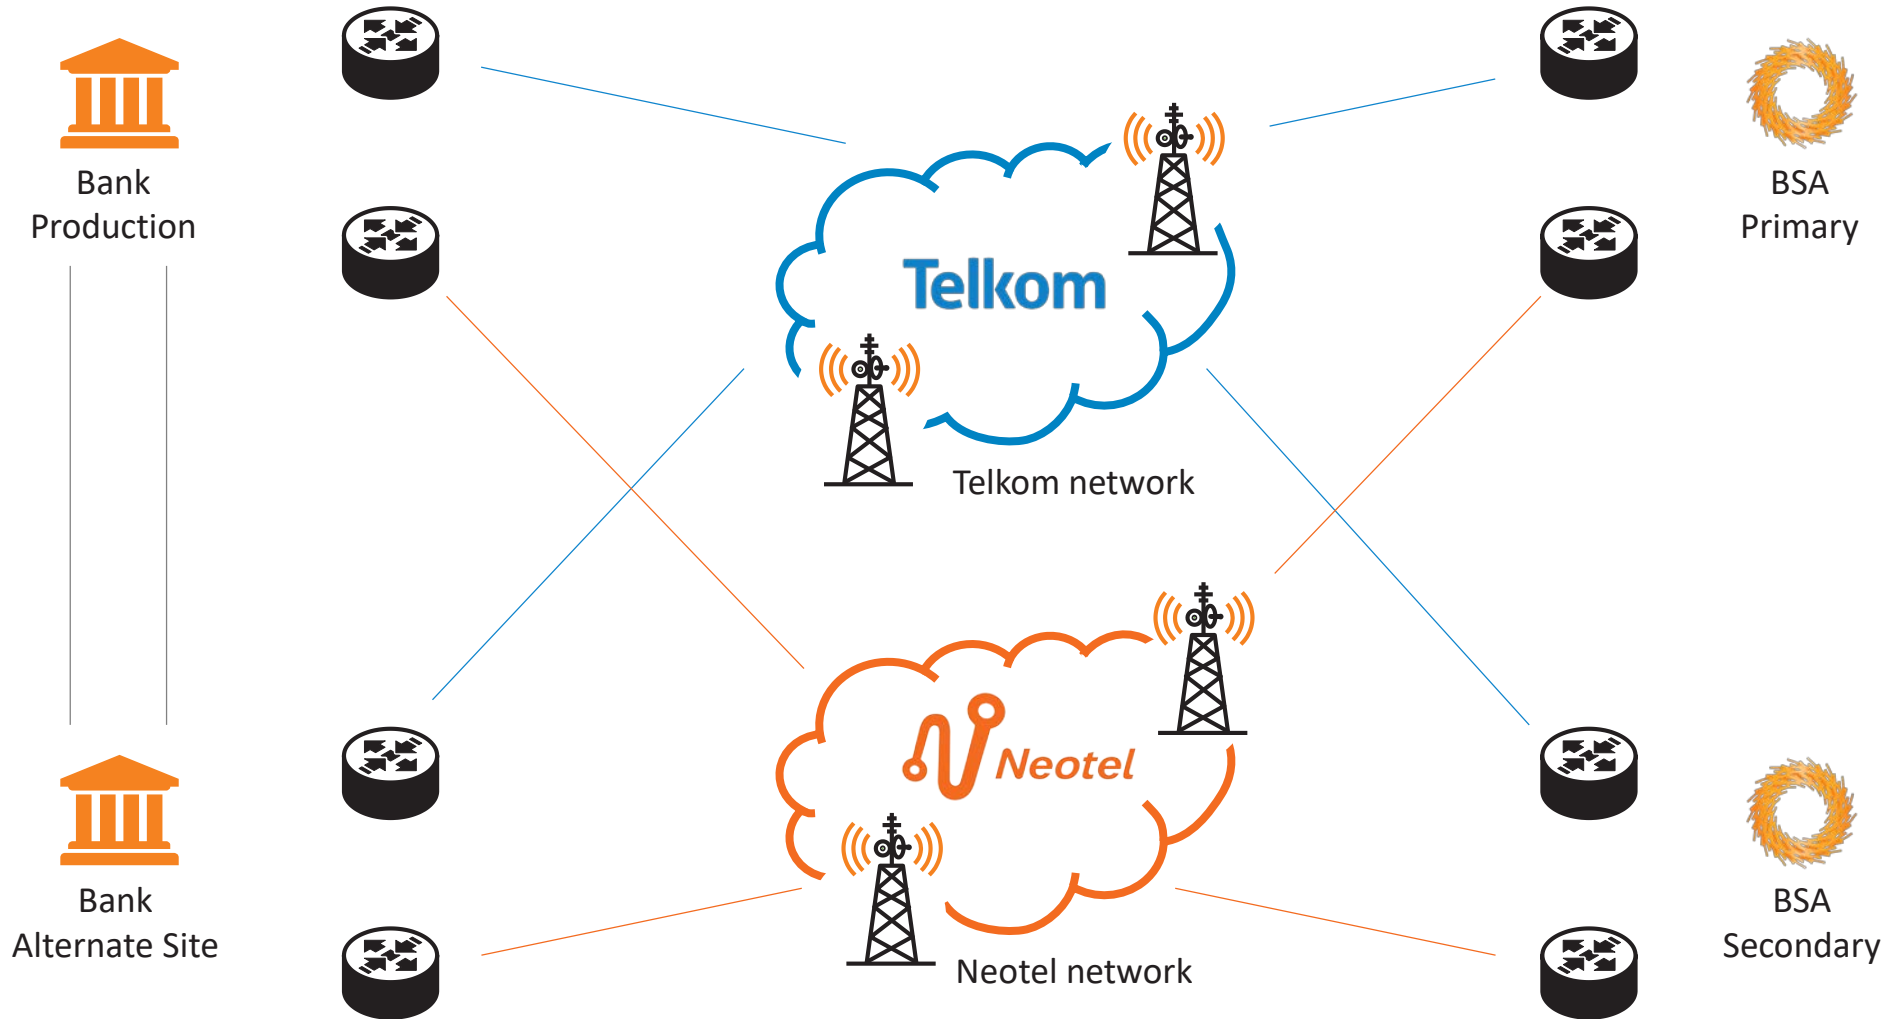 Bank
Production
BSA
Primary
Telkom
Telkom network
Neotel
Bank
Alternate Site
BSA
Secondary
Neotel network